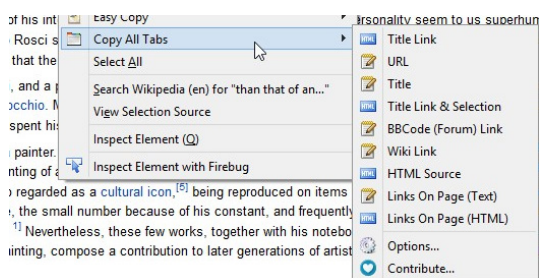 of his int
Easy Copy
ersonality seem to us superhum
Rosci s
Copy All Tabs
Title Link
that the
Select All
URL
, and a p
Search Wikipedia (en) for "than that of an..."
Title
occhio. M
View Selection Source
Title Link & Selection
spent his
Inspect Element (Q)
BBCode (Forum) Link
painter.
Wiki Link
nting of a
Inspect Element with Firebug
HTML Source
regarded as a cultural icon,[5] being reproduced on items
Links On Page (Text)
, the small number because of his constant, and frequently
Links On Page (HTML)
1] Nevertheless, these few works, together with his notebo
Options...
inting, compose a contribution to later generations of artist
Contribute...